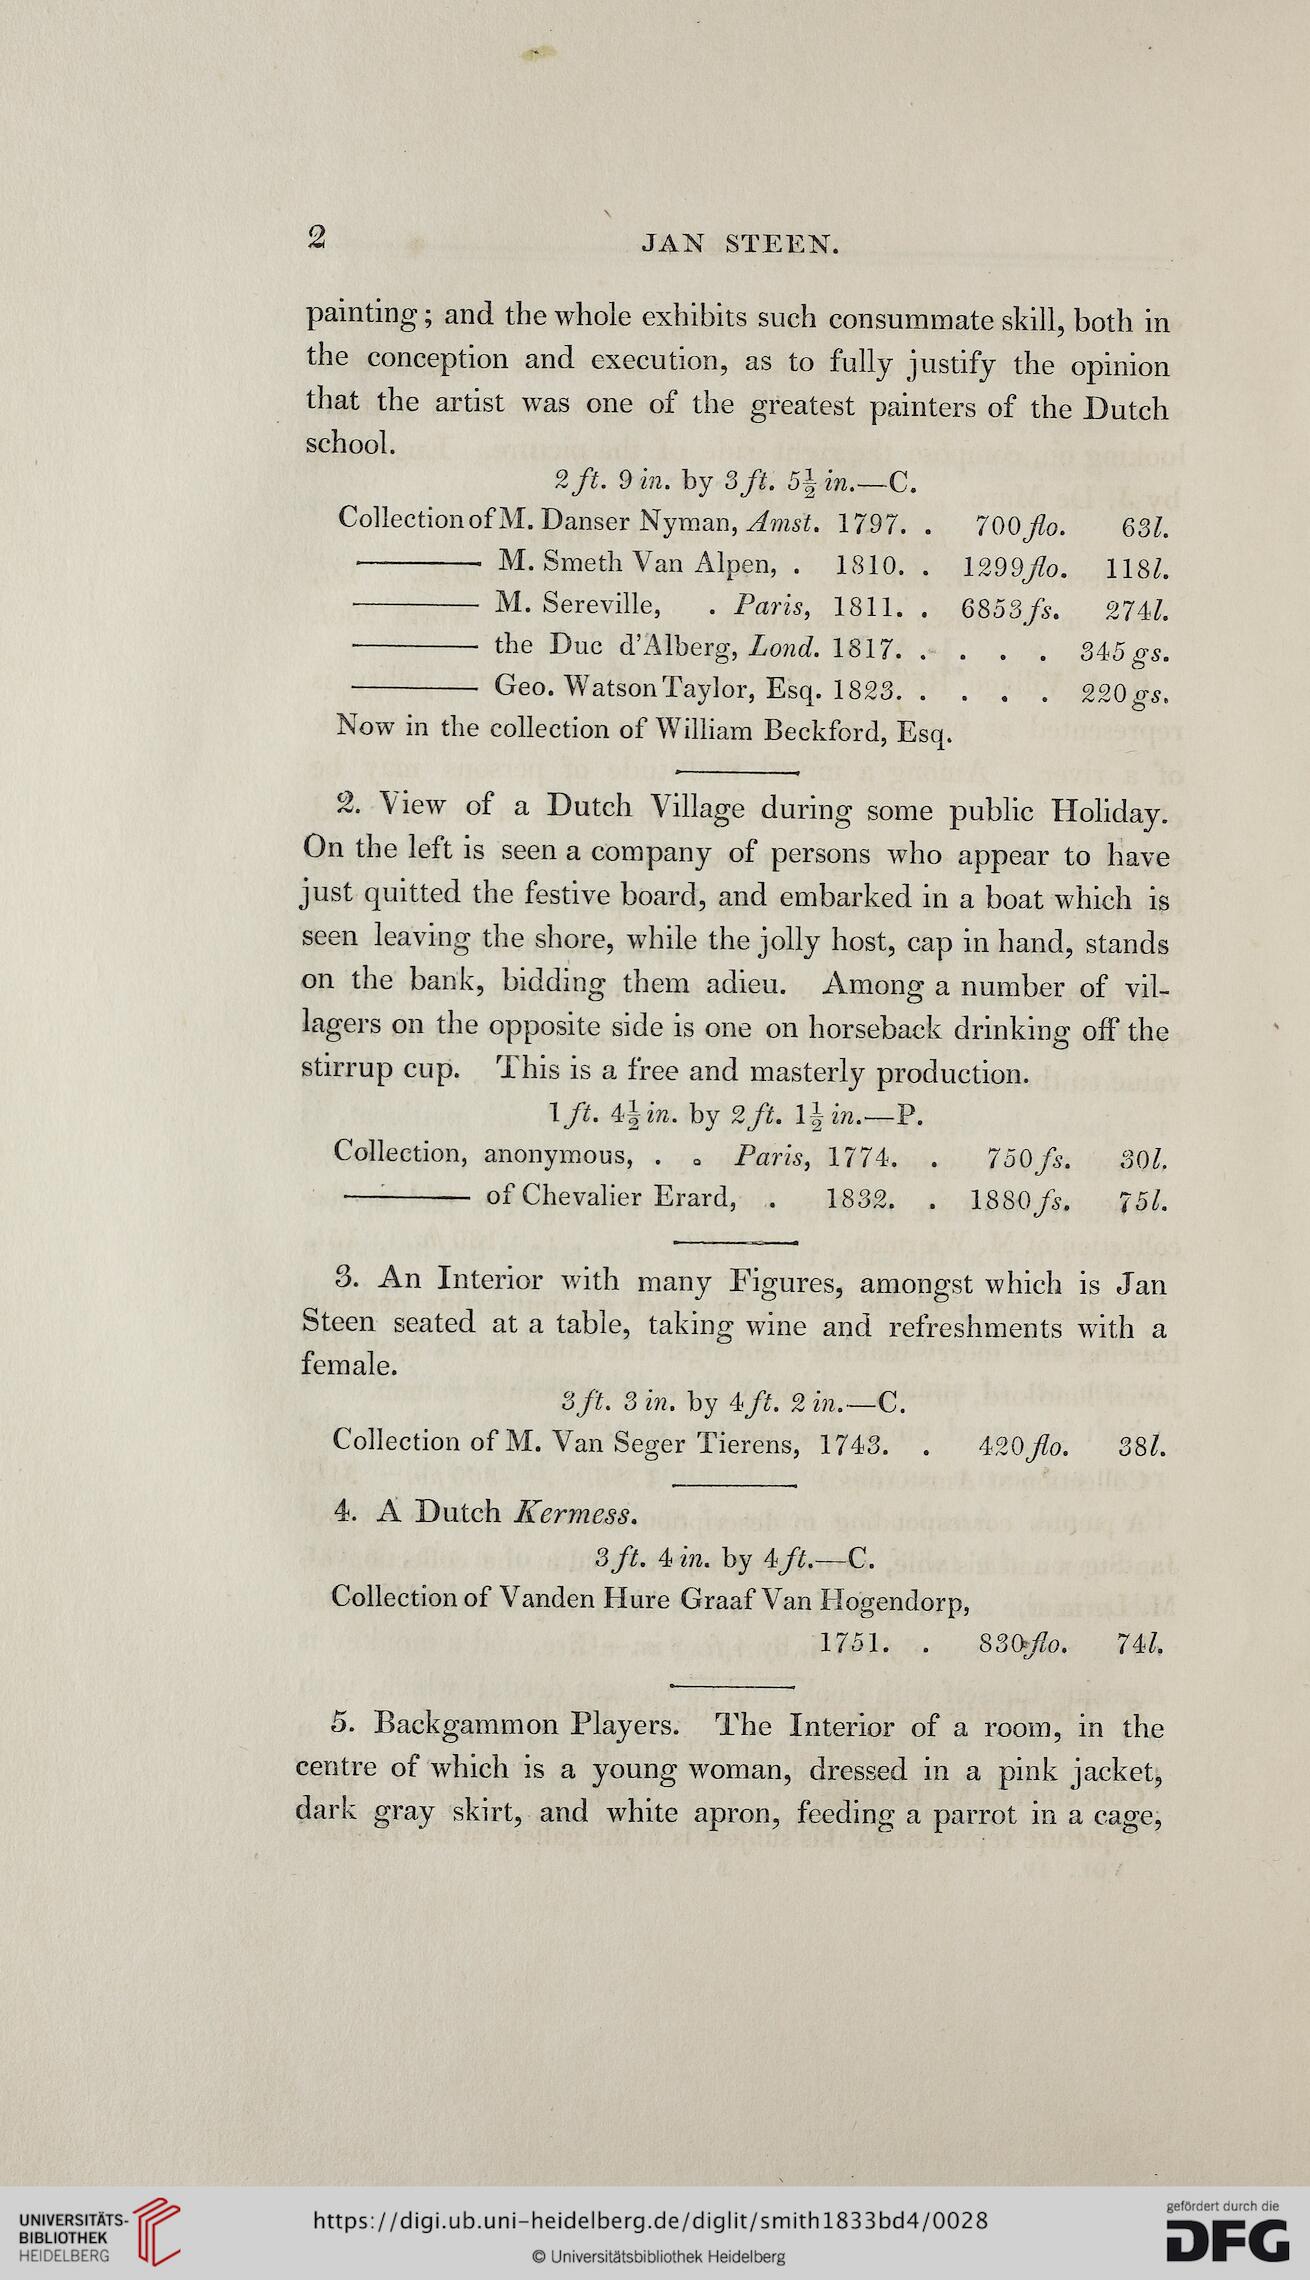 2 JAN STEEN.
painting; and the whole exhibits such consummate skill, both in
the conception and execution, as to fully justify the opinion
that the artist was one of the greatest painters of the Dutch
school.
2 ft. 9 in. by 3 ft. 5½ in.—C.
Collection of M. Danser Nyman, Amst. 1797. . 700 flo. 63l.
——— M. Smeth Van Alpen, . 1810. . 1299 flo. 118l.
——— M. Sereville, . Paris, 1811. . 6853 fs. 274l.
——— the Duc d'Alberg, Lond. 1817. . . . . 345 gs.
——— Geo. Watson Taylor, Esq. 1823. . . . . 220 gs.
Now in the collection of William Beckford, Esq.
2. View of a Dutch Village during some public Holiday.
On the left is seen a company of persons who appear to have
just quitted the festive board, and embarked in a boat which is
seen leaving the shore, while the jolly host, cap in hand, stands
on the bank, bidding them adieu. Among a number of vil-
lagers on the opposite side is one on horseback drinking off the
stirrup cup. This is a free and masterly production.
1 ft. 4½ in. by 2 ft. 1½ in.—P.
Collection, anonymous, . . Paris, 1774. . 750 fs. 30l.
——— of Chevalier Erard, . 1832. . 1880 fs. 75l.
3. An Interior with many Figures, amongst which is Jan
Steen seated at a table, taking wine and refreshments with a
female.
3 ft. 3 in. by 4 ft. 2 in.—C.
Collection of M. Van Seger Tierens, 1743. . 420 flo. 38l.
4. A Dutch Kermess.
3 ft. 4 in. by 4 ft.—C.
Collection of Vanden Hure Graaf Van Hogendorp,
1751. . 830 flo. 74l.
5. Backgammon Players. The Interior of a room, in the
centre of which is a young woman, dressed in a pink jacket,
dark gray skirt, and white apron, feeding a parrot in a cage,
UNIVERSITÄTS-
BIBLIOTHEK
HEIDELBERG
https://digi.ub.uni-heidelberg.de/diglit/smith1833bd4/0028
© Universitätsbibliothek Heidelberg
gefördert durch die
DFG